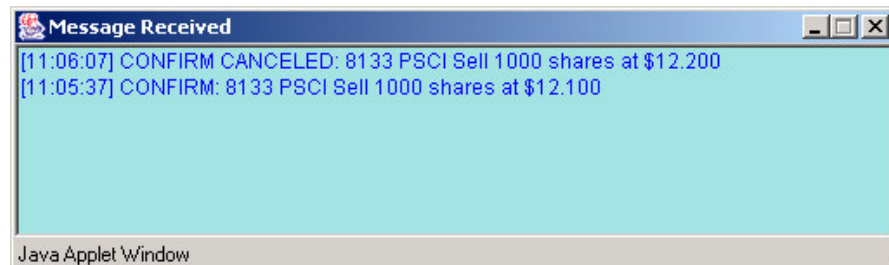 Message Received
[11:06:07] CONFIRM CANCELED: 8133 PSCI Sell 1000 shares at $12.200
[11:05:37] CONFIRM: 8133 PSCI Sell 1000 shares at $12.100
Java Applet Window